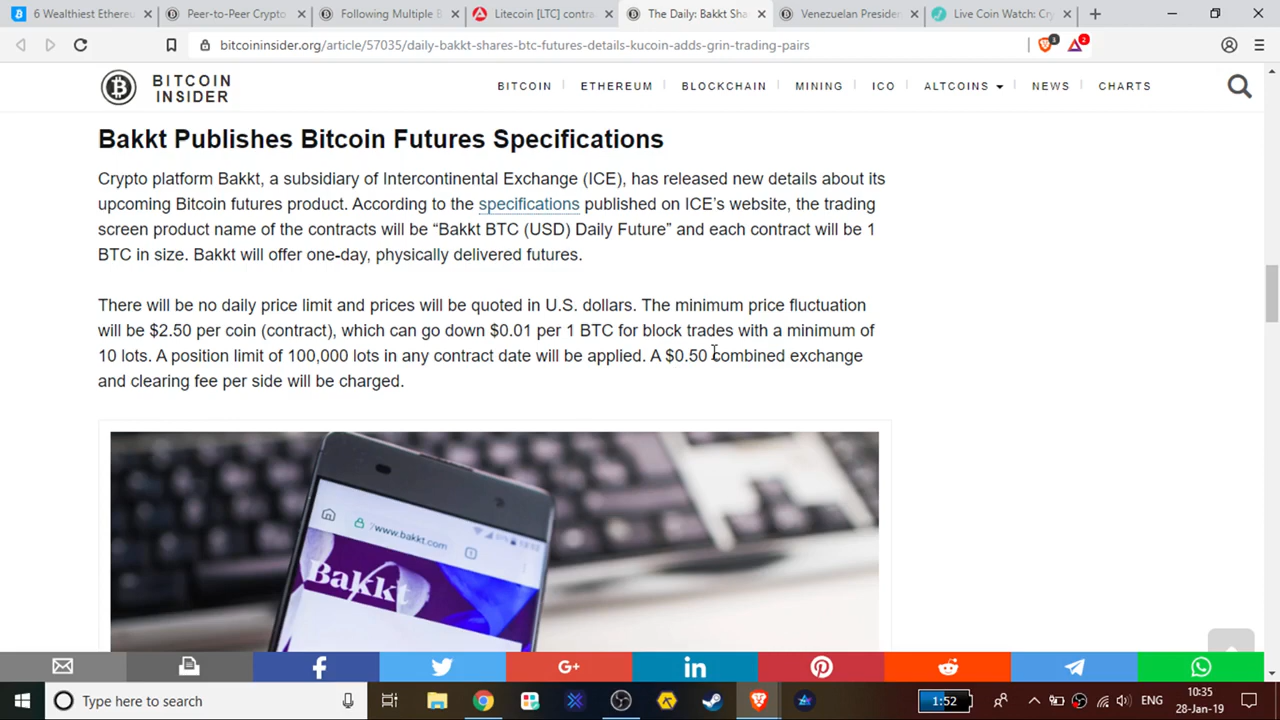 6 Wealthiest Ethere
Peer-to-Peer Crypto
Following Multiple B
Litecoin [LTC] contra
The Daily: Bakkt Sha
Venezuelan Presiden
Live Coin Watch: Cry
bitcoininsider.org/article/57035/daily-bakkt-shares-btc-futures-details-kucoin-adds-grin-trading-pairs
3
2
BITCOIN
INSIDER
BITCOIN
ETHEREUM
BLOCKCHAIN
MINING
ICO
ALTCOINS
NEWS
CHARTS
Bakkt Publishes Bitcoin Futures Specifications
Crypto platform Bakkt, a subsidiary of Intercontinental Exchange (ICE), has released new details about its
upcoming Bitcoin futures product. According to the specifications published on ICE’s website, the trading
screen product name of the contracts will be “Bakkt BTC (USD) Daily Future” and each contract will be 1
BTC in size. Bakkt will offer one-day, physically delivered futures.
There will be no daily price limit and prices will be quoted in U.S. dollars. The minimum price fluctuation
will be $2.50 per coin (contract), which can go down $0.01 per 1 BTC for block trades with a minimum of
10 lots. A position limit of 100,000 lots in any contract date will be applied. A $0.50 combined exchange
and clearing fee per side will be charged.
www.bakkt.com
1
Bakkt
Type here to search
1:52
ENG
10:35
28-Jan-19